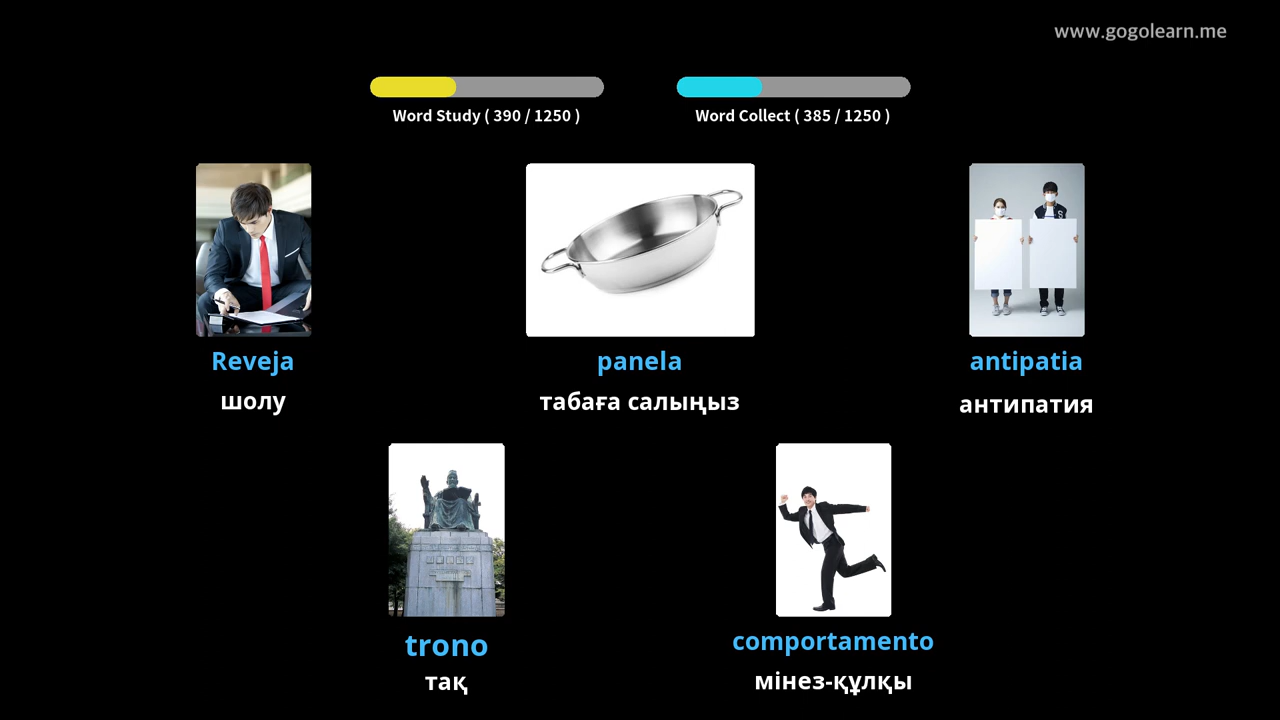 www.gogolearn.me
Word Study ( 390 / 1250 )
Word Collect ( 385 / 1250 )
Reveja
шолу
panela
табаға салыңыз
antipatia
антипатия
trono
тақ
comportamento
мінез-құлқы